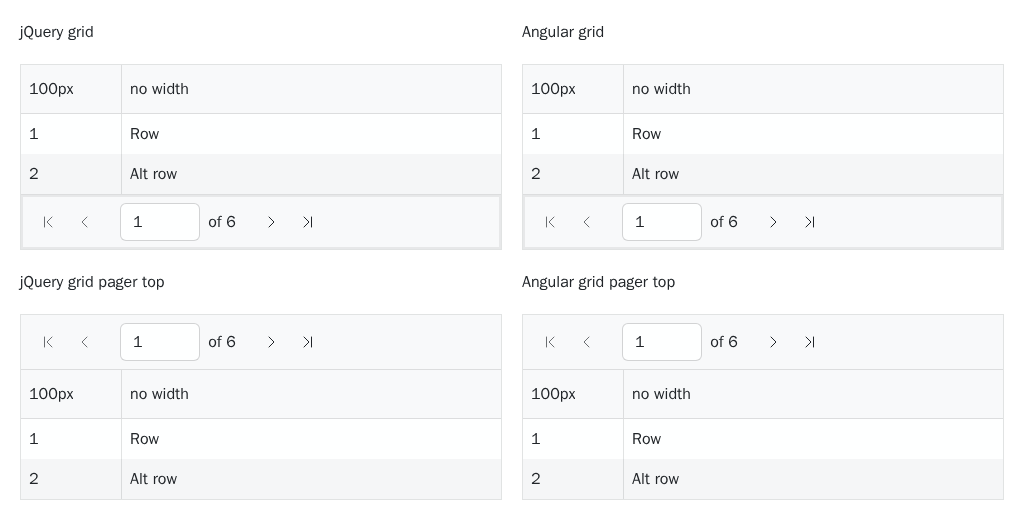 jQuery grid
100px no width
1 Row
2 Alt row
1 of 6
Angular grid
100px no width
1 Row
2 Alt row
1 of 6
jQuery grid pager top
1 of 6
100px no width
1 Row
2 Alt row
Angular grid pager top
1 of 6
100px no width
1 Row
2 Alt row